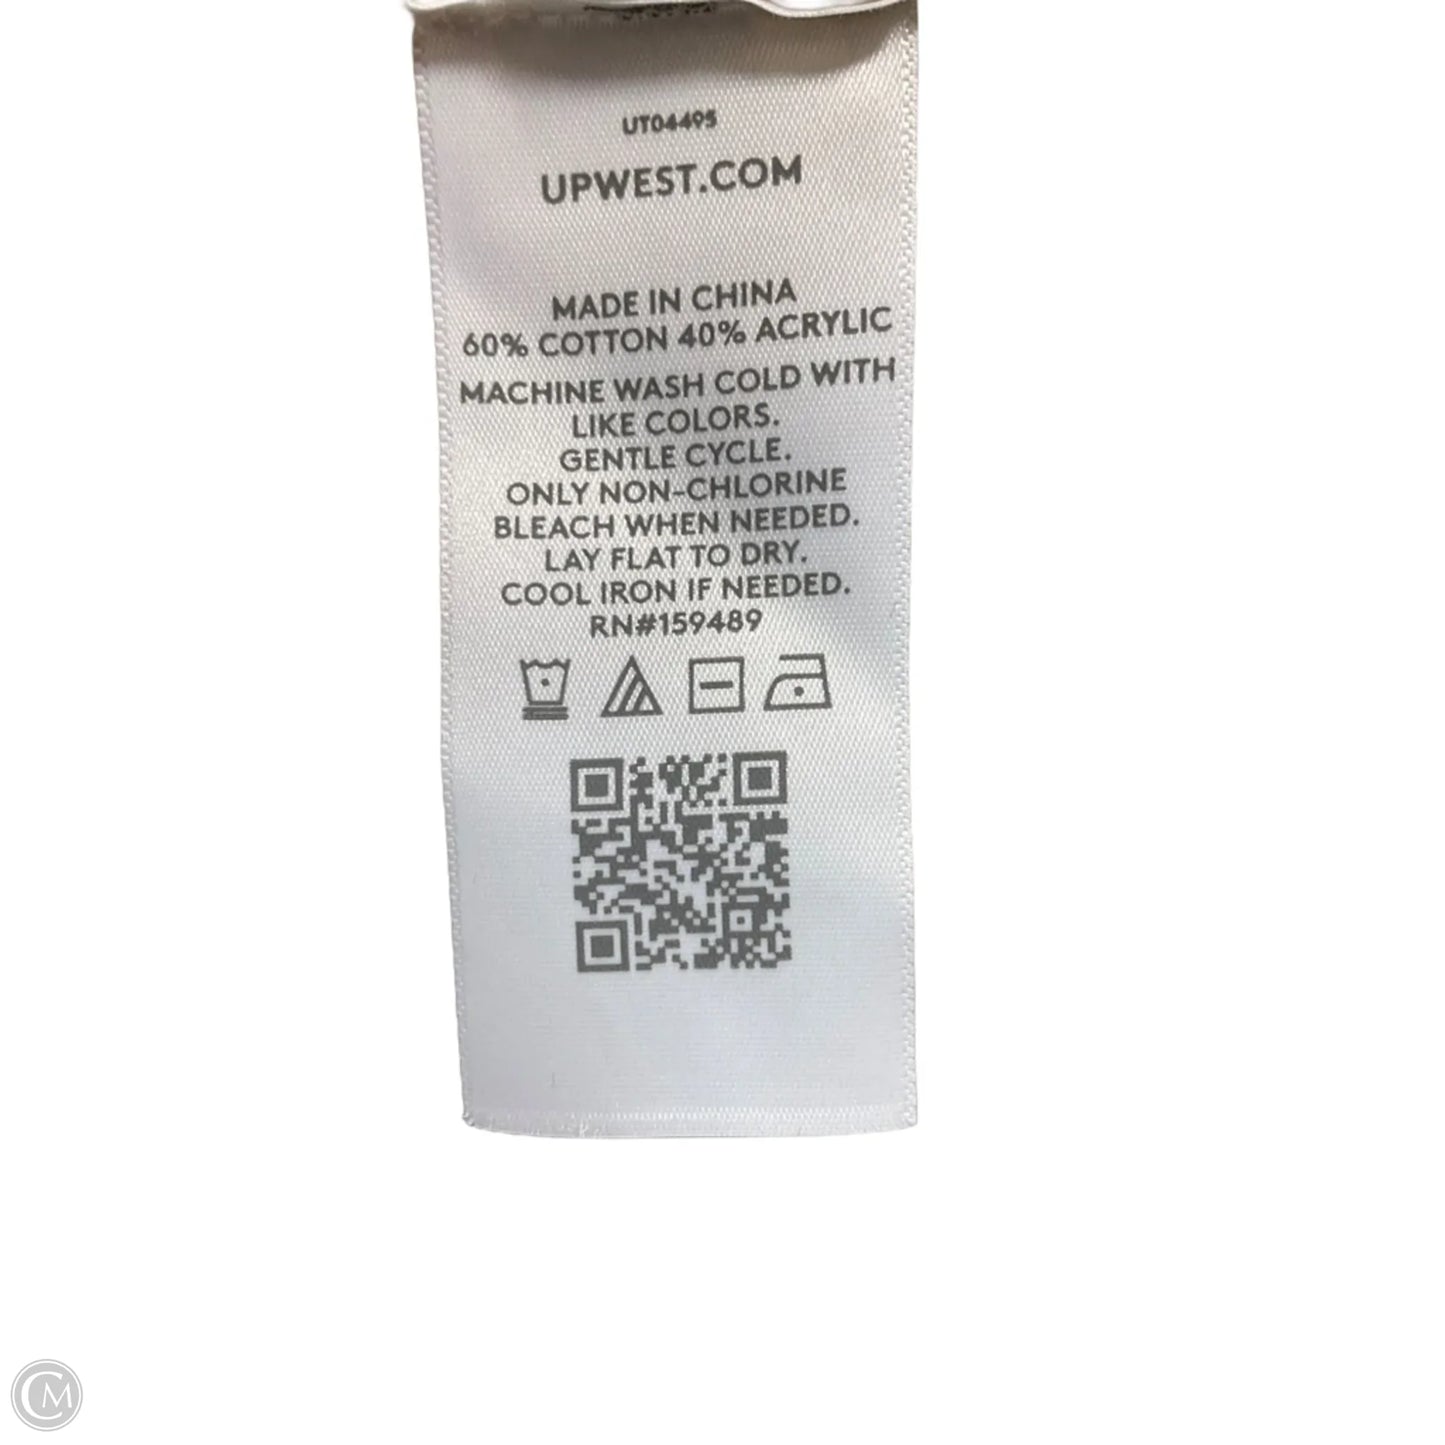 UT04495
UPWEST.COM
MADE IN CHINA
60% COTTON 40% ACRYLIC
MACHINE WASH COLD WITH
LIKE COLORS.
GENTLE CYCLE.
ONLY NON-CHLORINE
BLEACH WHEN NEEDED.
LAY FLAT TO DRY.
COOL IRON IF NEEDED.
RN#159489
CM